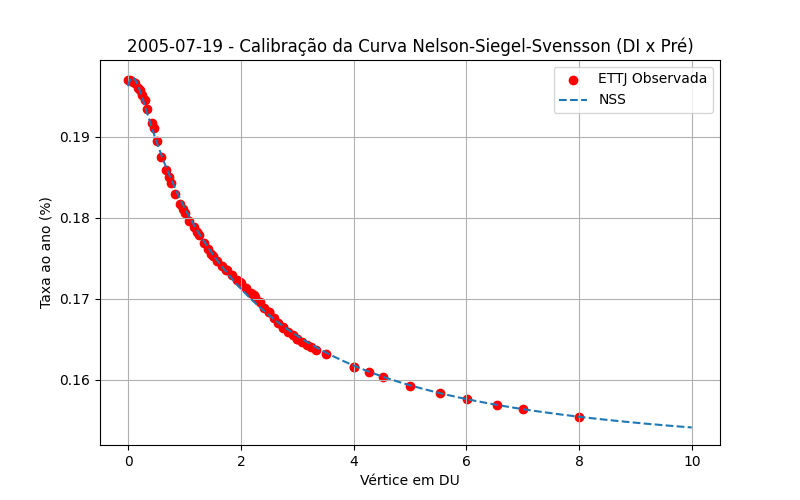 2005-07-19 - Calibração da Curva Nelson-Siegel-Svensson (DI x Pré)
ETTJ Observada
NSS
Taxa ao ano (%)
0.19
0.18
0.17
0.16
0
2
4
6
8
10
Vértice em DU